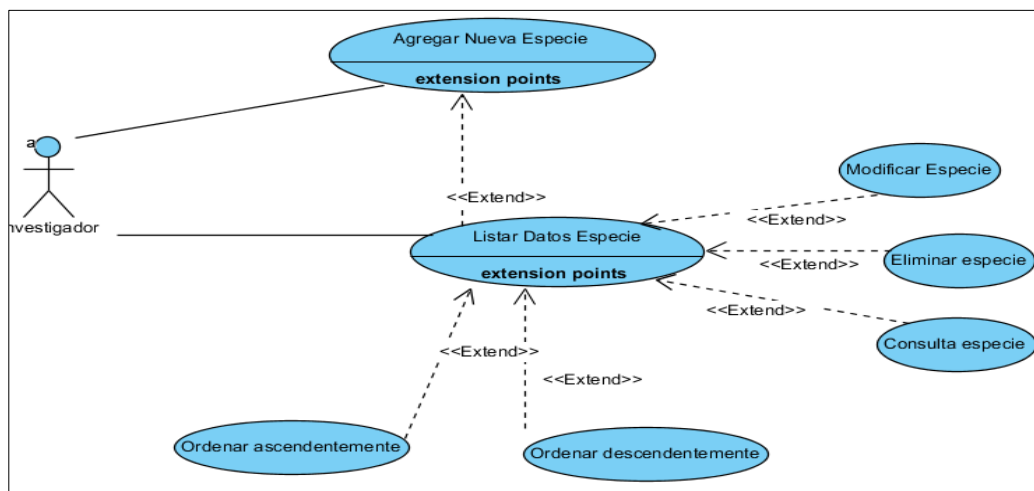 Agregar Nueva Especie
extension points
a
nvestigador
<<Extend>>
Modificar Especie
<<Extend>>
Listar Datos Especie
extension points
Eliminar especie
<<Extend>>
<<Extend>>
Consulta especie
<<Extend>>
<<Extend>>
Ordenar ascendentemente
Ordenar descendentemente